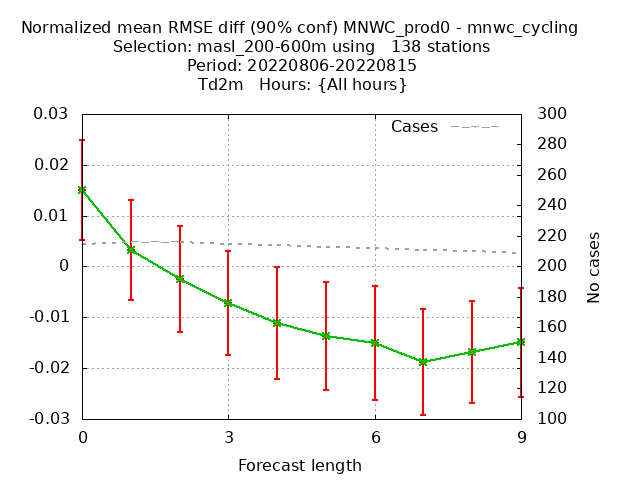 Normalized mean RMSE diff (90% conf) MNWC_prod0 - mnwc_cycling
Selection: masl_200-600m using   138 stations
Period: 20220806-20220815
Td2m   Hours: {All hours}
0.03
0.02
0.01
0
-0.01
-0.02
-0.03
Cases
300
280
260
240
220
200
180
160
140
120
100
No cases
0 3 6 9
Forecast length